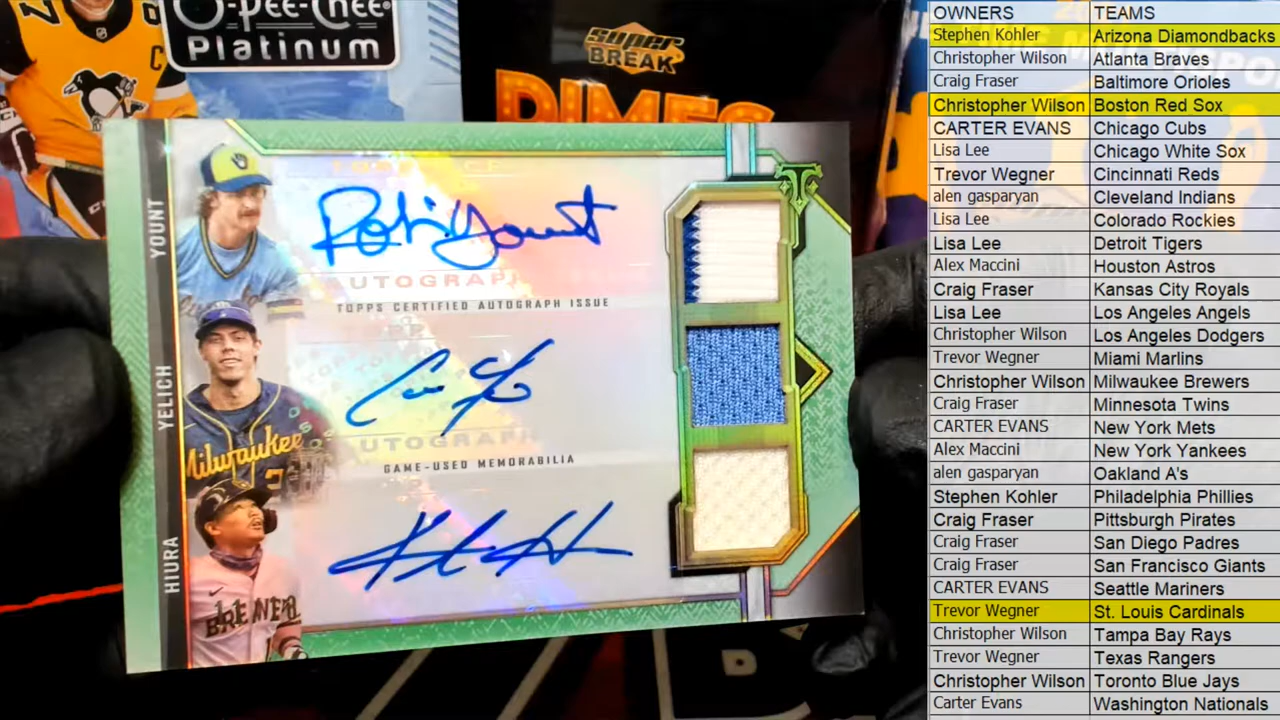 O-PEE-CHEE
Platinum
super
BREAK
DIMES
YOUNT
YELICH
HIURA
Robin Yount
AUTOGRAPH
TOPPS CERTIFIED AUTOGRAPH ISSUE
AUTOGRAPH
GAME-USED MEMORABILIA
Milwaukee
BREWERS
OWNERS TEAMS
Stephen Kohler Arizona Diamondbacks
Christopher Wilson Atlanta Braves
Craig Fraser Baltimore Orioles
Christopher Wilson Boston Red Sox
CARTER EVANS Chicago Cubs
Lisa Lee Chicago White Sox
Trevor Wegner Cincinnati Reds
alen gasparyan Cleveland Indians
Lisa Lee Colorado Rockies
Lisa Lee Detroit Tigers
Alex Maccini Houston Astros
Craig Fraser Kansas City Royals
Lisa Lee Los Angeles Angels
Christopher Wilson Los Angeles Dodgers
Trevor Wegner Miami Marlins
Christopher Wilson Milwaukee Brewers
Craig Fraser Minnesota Twins
CARTER EVANS New York Mets
Alex Maccini New York Yankees
alen gasparyan Oakland A's
Stephen Kohler Philadelphia Phillies
Craig Fraser Pittsburgh Pirates
Craig Fraser San Diego Padres
Craig Fraser San Francisco Giants
CARTER EVANS Seattle Mariners
Trevor Wegner St. Louis Cardinals
Christopher Wilson Tampa Bay Rays
Trevor Wegner Texas Rangers
Christopher Wilson Toronto Blue Jays
Carter Evans Washington Nationals